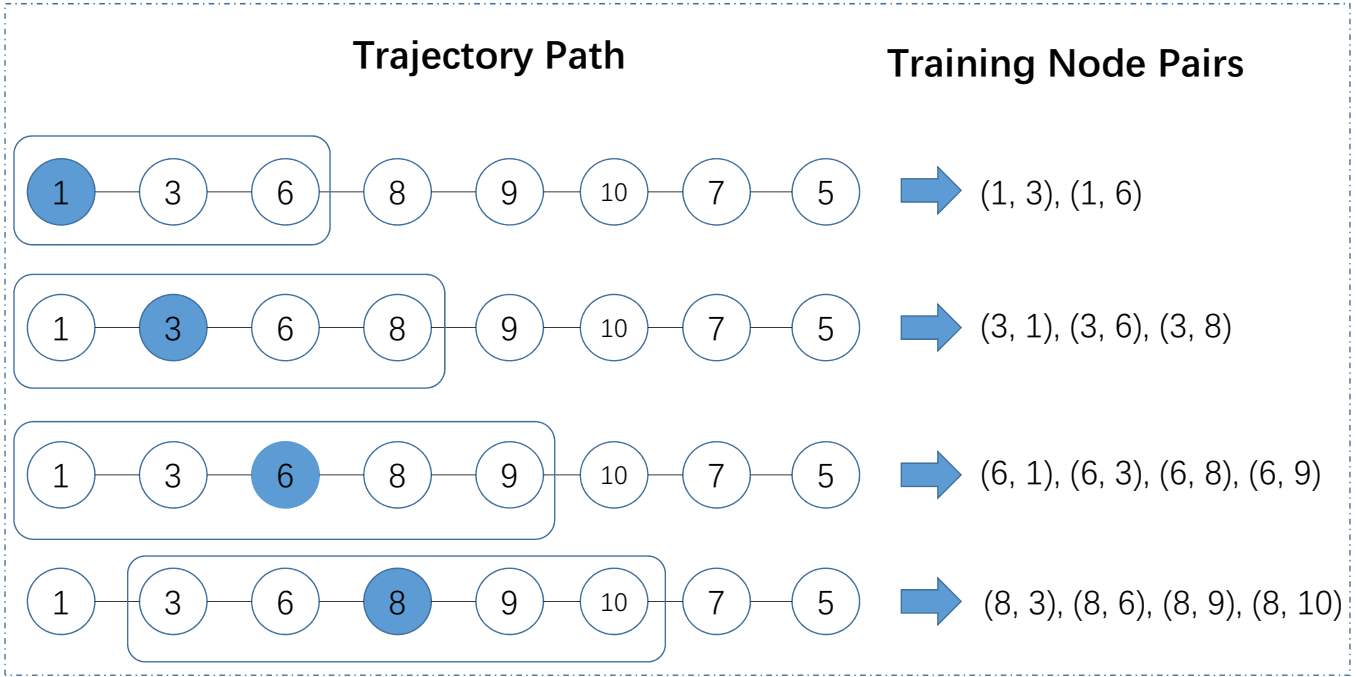 Trajectory Path
Training Node Pairs
1 3 6 8 9 10 7 5 (1, 3), (1, 6)
1 3 6 8 9 10 7 5 (3, 1), (3, 6), (3, 8)
1 3 6 8 9 10 7 5 (6, 1), (6, 3), (6, 8), (6, 9)
1 3 6 8 9 10 7 5 (8, 3), (8, 6), (8, 9), (8, 10)